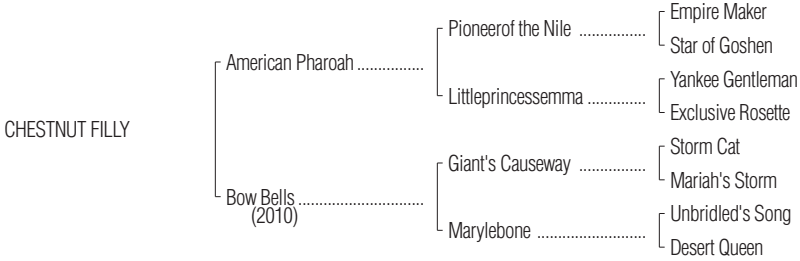 Empire Maker
Pioneerof the Nile ................
Star of Goshen
American Pharoah ................
Yankee Gentleman
Littleprincessemma ..............
Exclusive Rosette
CHESTNUT FILLY
Storm Cat
Giant's Causeway ................
Mariah's Storm
Bow Bells ..............................
(2010)
Unbridled's Song
Marylebone ..........................
Desert Queen